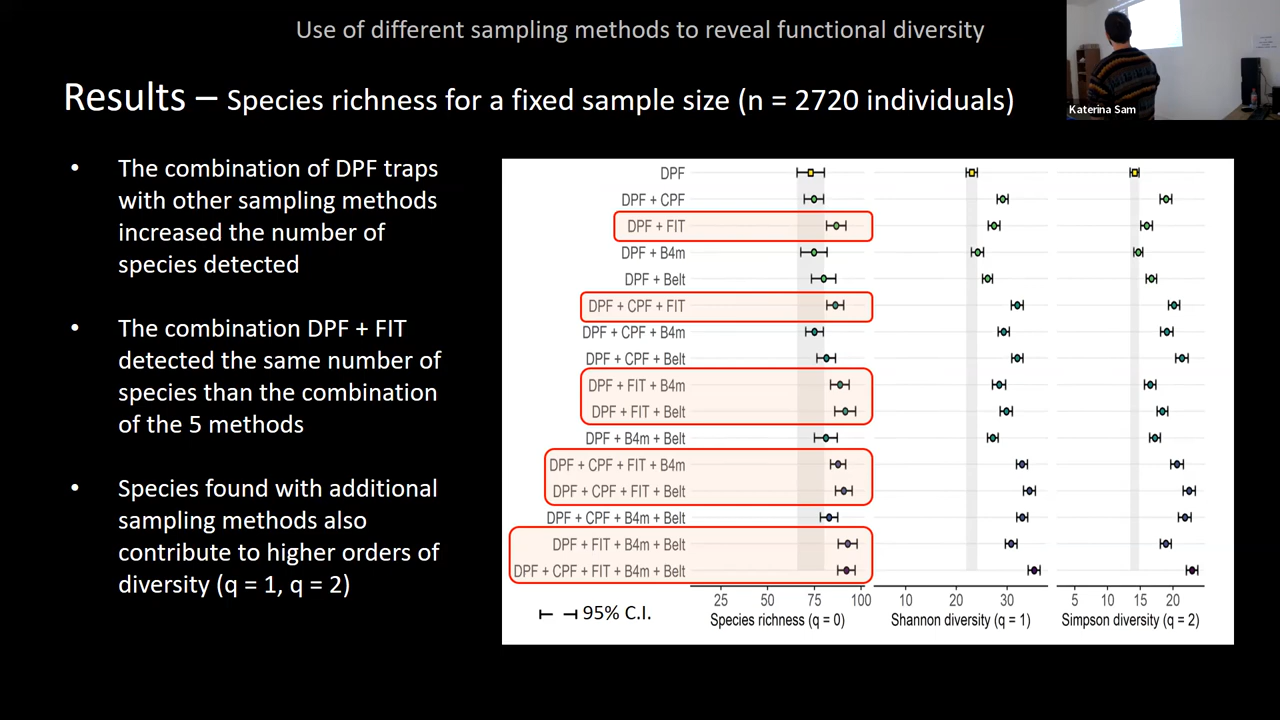 Use of different sampling methods to reveal functional diversity
Katerina Sam
Results – Species richness for a fixed sample size (n = 2720 individuals)
• The combination of DPF traps
with other sampling methods
increased the number of
species detected
• The combination DPF + FIT
detected the same number of
species than the combination
of the 5 methods
• Species found with additional
sampling methods also
contribute to higher orders of
diversity (q = 1, q = 2)
DPF
DPF + CPF
DPF + FIT
DPF + B4m
DPF + Belt
DPF + CPF + FIT
DPF + CPF + B4m
DPF + CPF + Belt
DPF + FIT + B4m
DPF + FIT + Belt
DPF + B4m + Belt
DPF + CPF + FIT + B4m
DPF + CPF + FIT + Belt
DPF + CPF + B4m + Belt
DPF + FIT + B4m + Belt
DPF + CPF + FIT + B4m + Belt
25 50 75 100
Species richness (q = 0)
10 20 30
Shannon diversity (q = 1)
5 10 15 20
Simpson diversity (q = 2)
95% C.I.